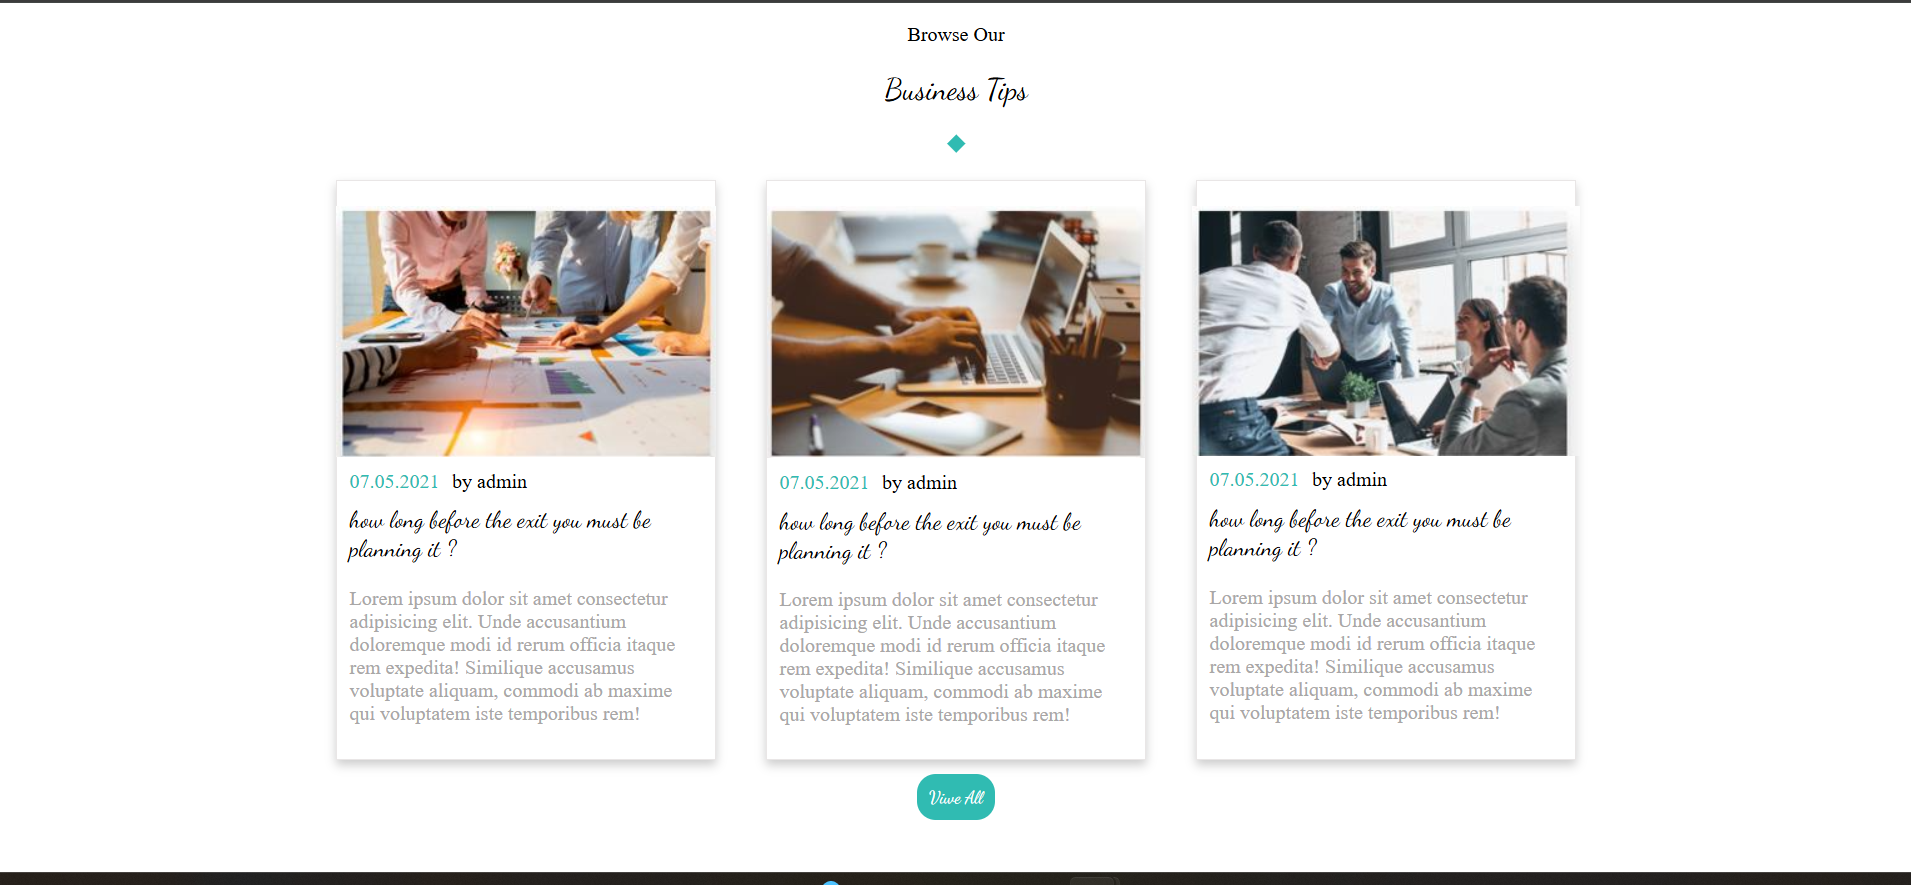 Browse Our
Business Tips
07.05.2021 by admin
how long before the exit you must be
planning it ?
Lorem ipsum dolor sit amet consectetur
adipisicing elit. Unde accusantium
doloremque modi id rerum officia itaque
rem expedita! Similique accusamus
voluptate aliquam, commodi ab maxime
qui voluptatem iste temporibus rem!
07.05.2021 by admin
how long before the exit you must be
planning it ?
Lorem ipsum dolor sit amet consectetur
adipisicing elit. Unde accusantium
doloremque modi id rerum officia itaque
rem expedita! Similique accusamus
voluptate aliquam, commodi ab maxime
qui voluptatem iste temporibus rem!
07.05.2021 by admin
how long before the exit you must be
planning it ?
Lorem ipsum dolor sit amet consectetur
adipisicing elit. Unde accusantium
doloremque modi id rerum officia itaque
rem expedita! Similique accusamus
voluptate aliquam, commodi ab maxime
qui voluptatem iste temporibus rem!
Viwe All